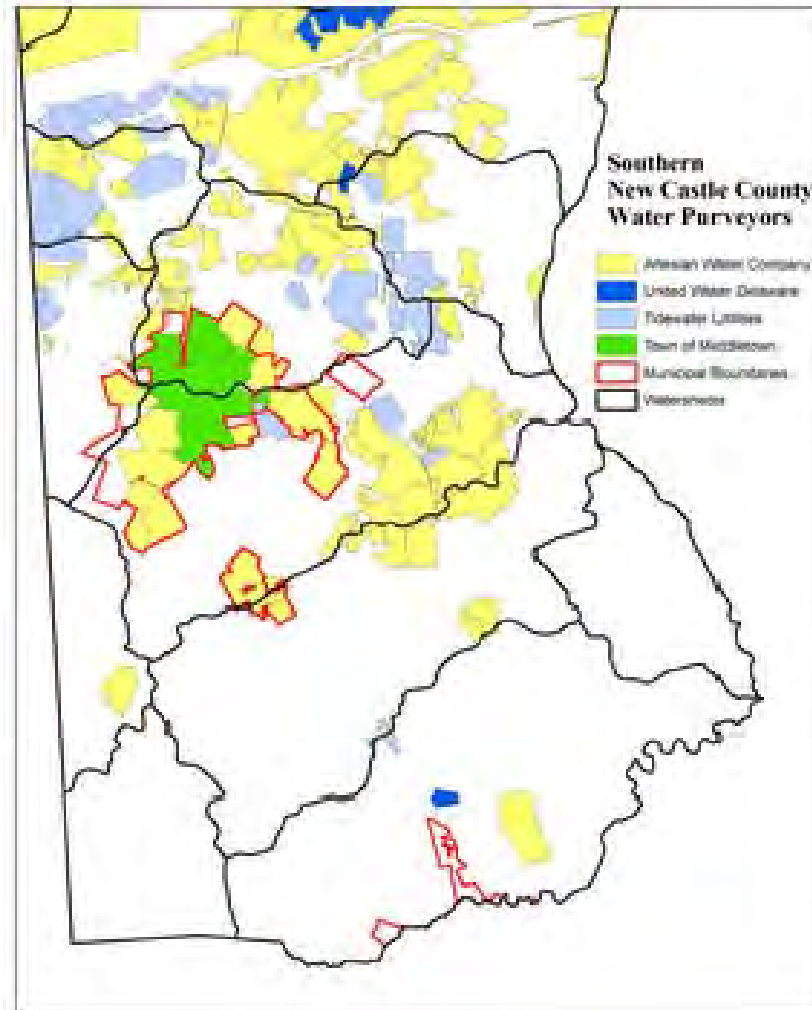 Southern
New Castle County
Water Purveyors
Artesian Water Company
United Water Delaware
Tidewater Utilities
Town of Middletown
Municipal Boundaries
Watersheds